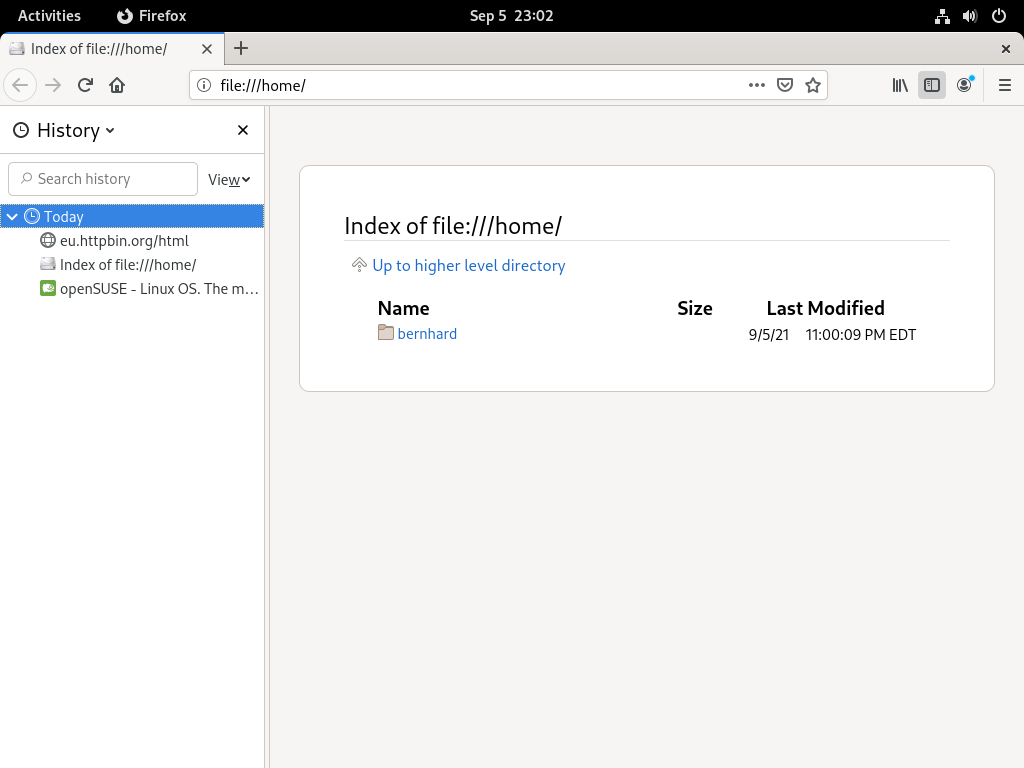 Activities Firefox Sep 5 23:02
Index of file:///home/
file:///home/
History
Search history View
Today
eu.httpbin.org/html
Index of file:///home/
openSUSE - Linux OS. The m…
Index of file:///home/
Up to higher level directory
Name Size Last Modified
bernhard 9/5/21 11:00:09 PM EDT